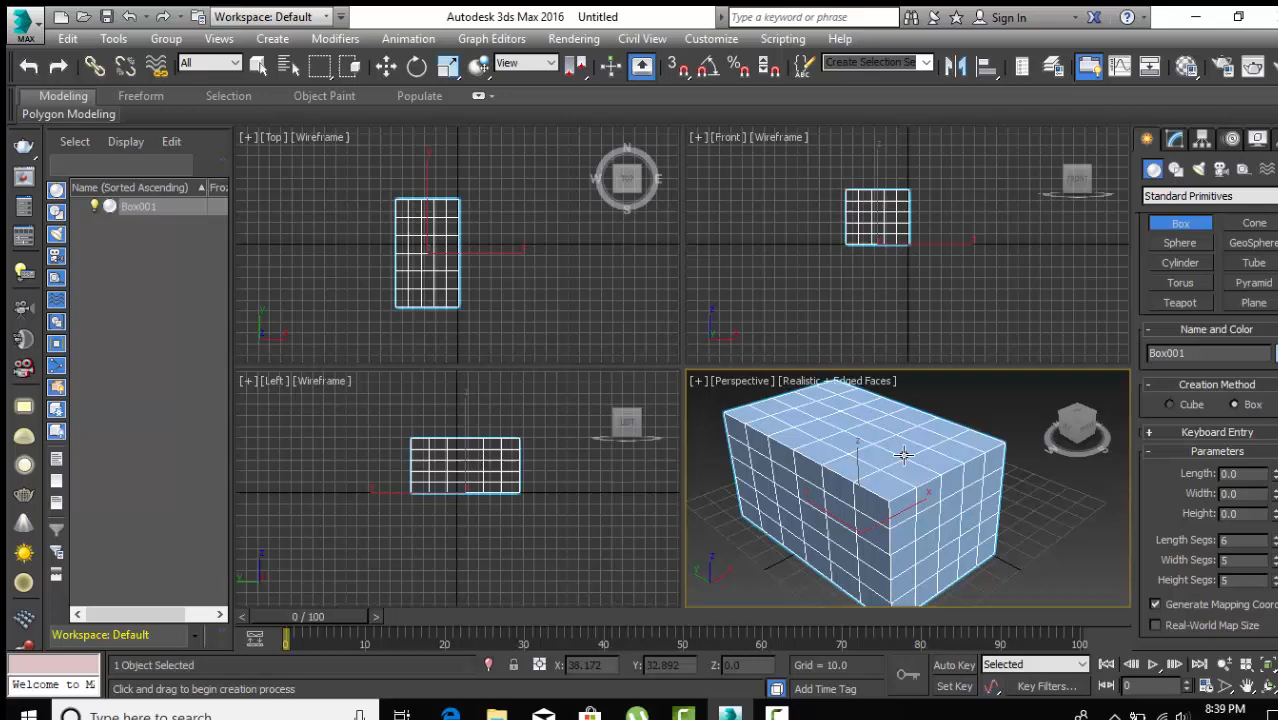 MAX
Workspace: Default
Autodesk 3ds Max 2016
Untitled
Type a keyword or phrase
Sign In
Edit Tools Group Views Create Modifiers Animation Graph Editors Rendering Civil View Customize Scripting Help
All
View
3
Create Selection Se
Modeling Freeform Selection Object Paint Populate
Polygon Modeling
Select Display Edit
Name (Sorted Ascending) Fro
Box001
[+] [Top] [Wireframe]
N
W TOP E
S
[+] [Front] [Wireframe]
FRONT
[+] [Left] [Wireframe]
LEFT
[+] [Perspective] [Realistic + Edged Faces]
Standard Primitives
Box Cone
Sphere GeoSphere
Cylinder Tube
Torus Pyramid
Teapot Plane
Name and Color
Box001
Creation Method
Cube Box
Keyboard Entry
Parameters
Length: 0.0
Width: 0.0
Height: 0.0
Length Segs: 6
Width Segs: 5
Height Segs: 5
Generate Mapping Coord
Real-World Map Size
Workspace: Default
< 0 / 100 >
0 10 20 30 40 50 60 70 80 90 100
Welcome to M
1 Object Selected
X: 38.172 Y: 32.892 Z: 0.0
Grid = 10.0
Auto Key Selected
Click and drag to begin creation process
Add Time Tag
Set Key Key Filters...
0
Type here to search
8:39 PM